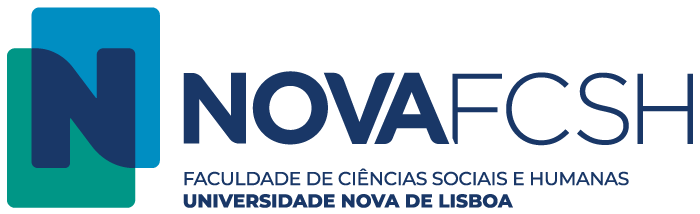 N
NOVAFCSH
FACULDADE DE CIÊNCIAS SOCIAIS E HUMANAS
UNIVERSIDADE NOVA DE LISBOA